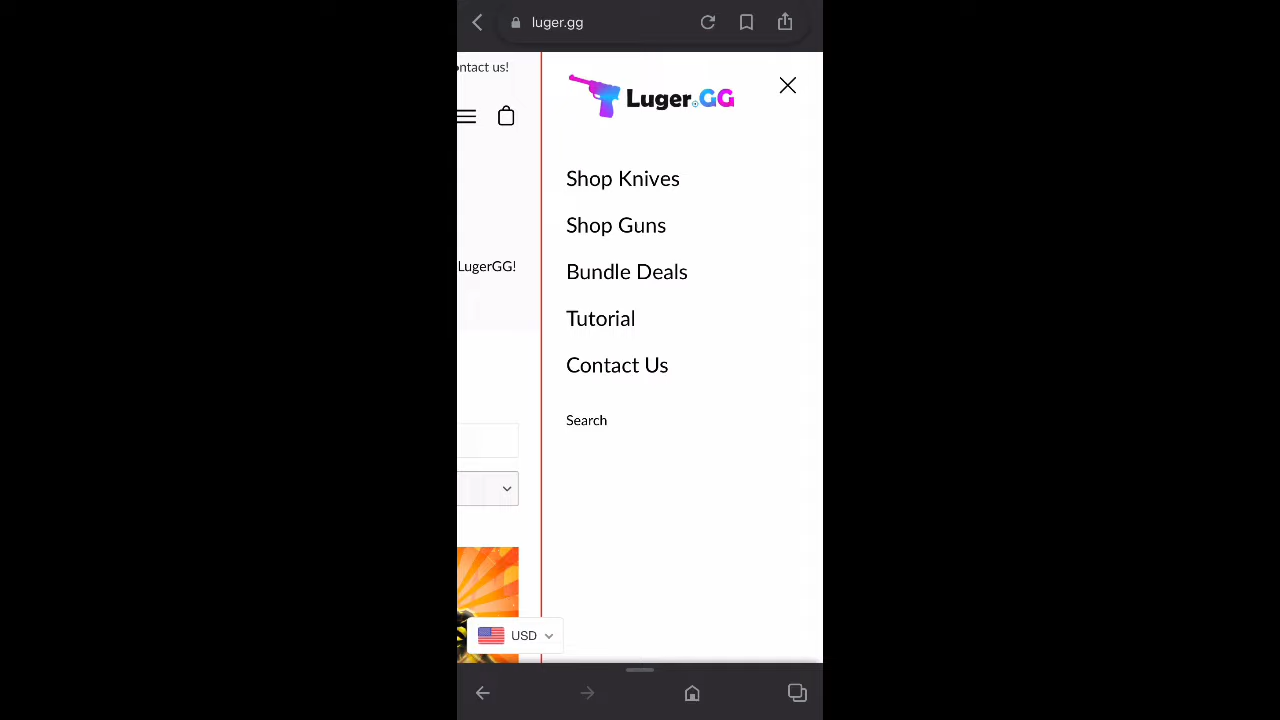 luger.gg
ntact us!
Luger.GG
Shop Knives
Shop Guns
LugerGG!
Bundle Deals
Tutorial
Contact Us
Search
USD